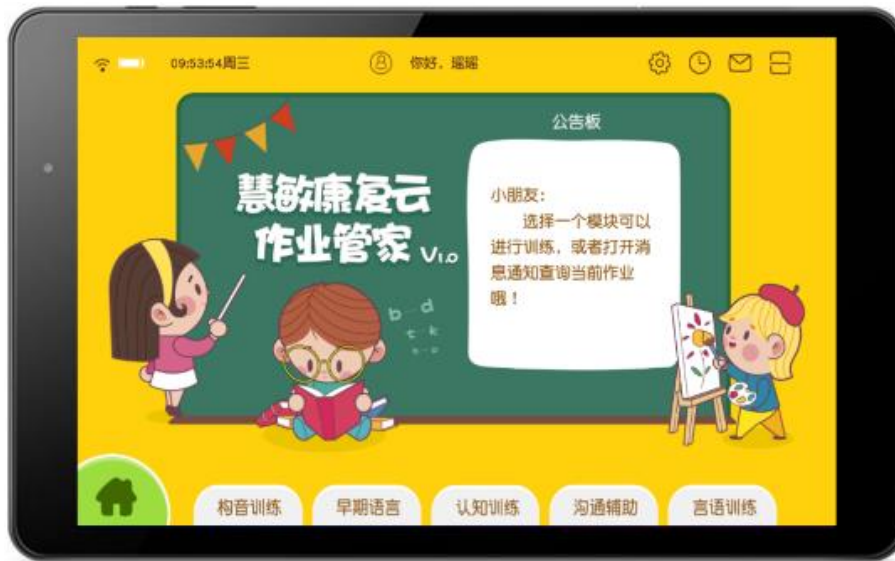 09:53:54周三
你好，瑶瑶
公告板
慧敏康复云
作业管家 V1.0
小朋友：
选择一个模块可以
进行训练，或者打开消
息通知查询当前作业
哦！
b d
t k
构音训练
早期语言
认知训练
沟通辅助
言语训练